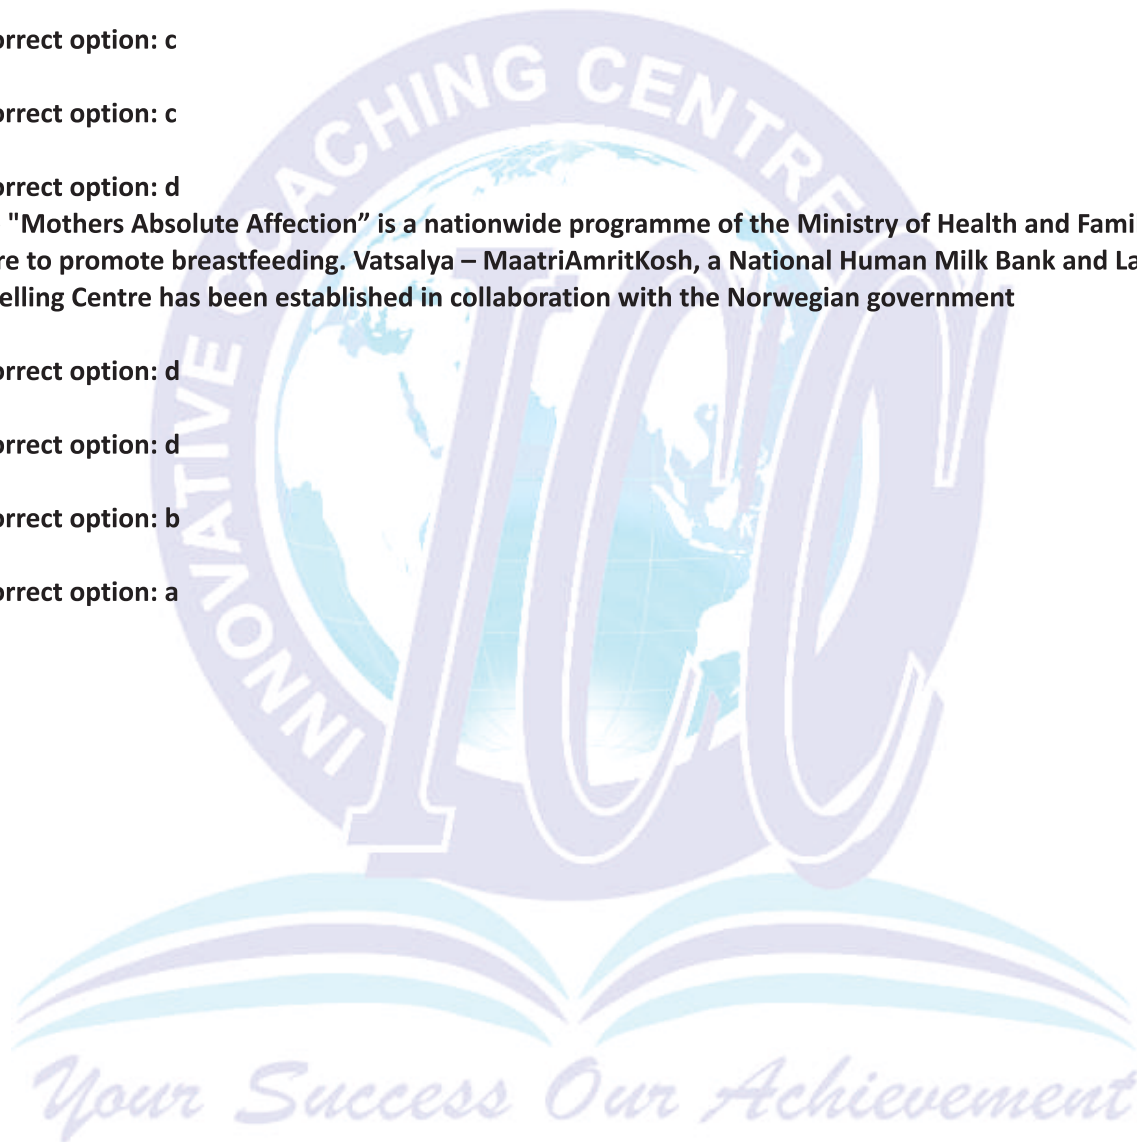 orrect option: c
orrect option: c
orrect option: d
"Mothers Absolute Affection” is a nationwide programme of the Ministry of Health and Fami
re to promote breastfeeding. Vatsalya – MaatriAmritKosh, a National Human Milk Bank and La
elling Centre has been established in collaboration with the Norwegian government
orrect option: d
orrect option: d
orrect option: b
orrect option: a
INNOVATIVE COACHING CENTRE
ICC
Your Success Our Achievement